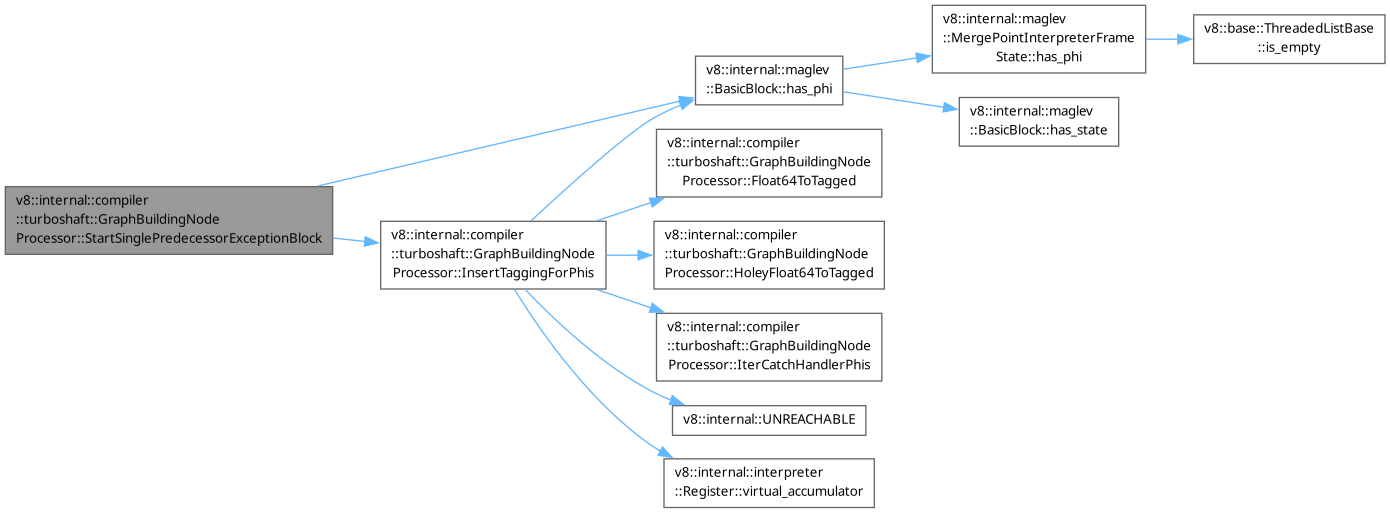 v8::internal::compiler
::turboshaft::GraphBuildingNode
Processor::StartSinglePredecessorExceptionBlock
v8::internal::compiler
::turboshaft::GraphBuildingNode
Processor::InsertTaggingForPhis
v8::internal::maglev
::BasicBlock::has_phi
v8::internal::maglev
::MergePointInterpreterFrame
State::has_phi
v8::base::ThreadedListBase
::is_empty
v8::internal::maglev
::BasicBlock::has_state
v8::internal::compiler
::turboshaft::GraphBuildingNode
Processor::Float64ToTagged
v8::internal::compiler
::turboshaft::GraphBuildingNode
Processor::HoleyFloat64ToTagged
v8::internal::compiler
::turboshaft::GraphBuildingNode
Processor::IterCatchHandlerPhis
v8::internal::UNREACHABLE
v8::internal::interpreter
::Register::virtual_accumulator